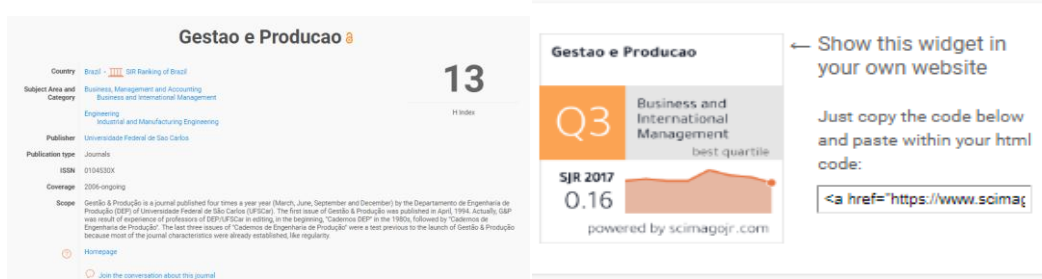 Gestao e Producao
Country
Brazil - SIR Ranking of Brazil
13
H Index
Subject Area and
Category
Business, Management and Accounting
Business and International Management
Engineering
Industrial and Manufacturing Engineering
Publisher
Universidade Federal de Sao Carlos
Publication type
Journals
ISSN
0104530X
Coverage
2006-ongoing
Scope
Gestão & Produção is a journal published four times a year year (March, June, September and December) by the Departamento de Engenharia de
Produção (DEP) of Universidade Federal de São Carlos (UFSCar). The first issue of Gestão & Produção was published in April, 1994. Actually, G&P
was result of experience of professors of DEP/UFSCar in editing, in the beginning, "Cadernos DEP" in the 1980s, followed by "Cadernos de
Engenharia de Produção". The last three issues of "Cadernos de Engenharia de Produção" were a test previous to the launch of Gestão & Produção
because most of the journal characteristics were already established, like regularity.
Homepage
Join the conversation about this journal
Gestao e Producao
Q3
Business and
International
Management
best quartile
SJR 2017
0.16
powered by scimagojr.com
← Show this widget in
your own website
Just copy the code below
and paste within your html
code:
<a href="https://www.scimag